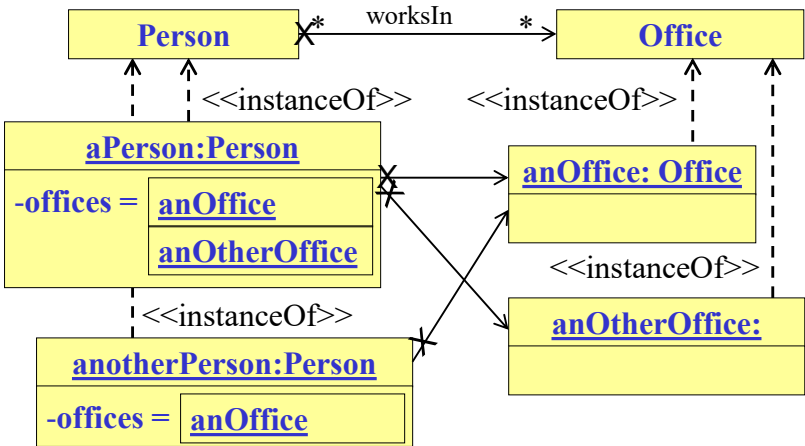 Person
* worksIn *
Office
<<instanceOf>> <<instanceOf>>
aPerson:Person
-offices = anOffice
anOtherOffice
anOffice: Office
<<instanceOf>>
<<instanceOf>>
anOtherOffice:
anotherPerson:Person
-offices = anOffice